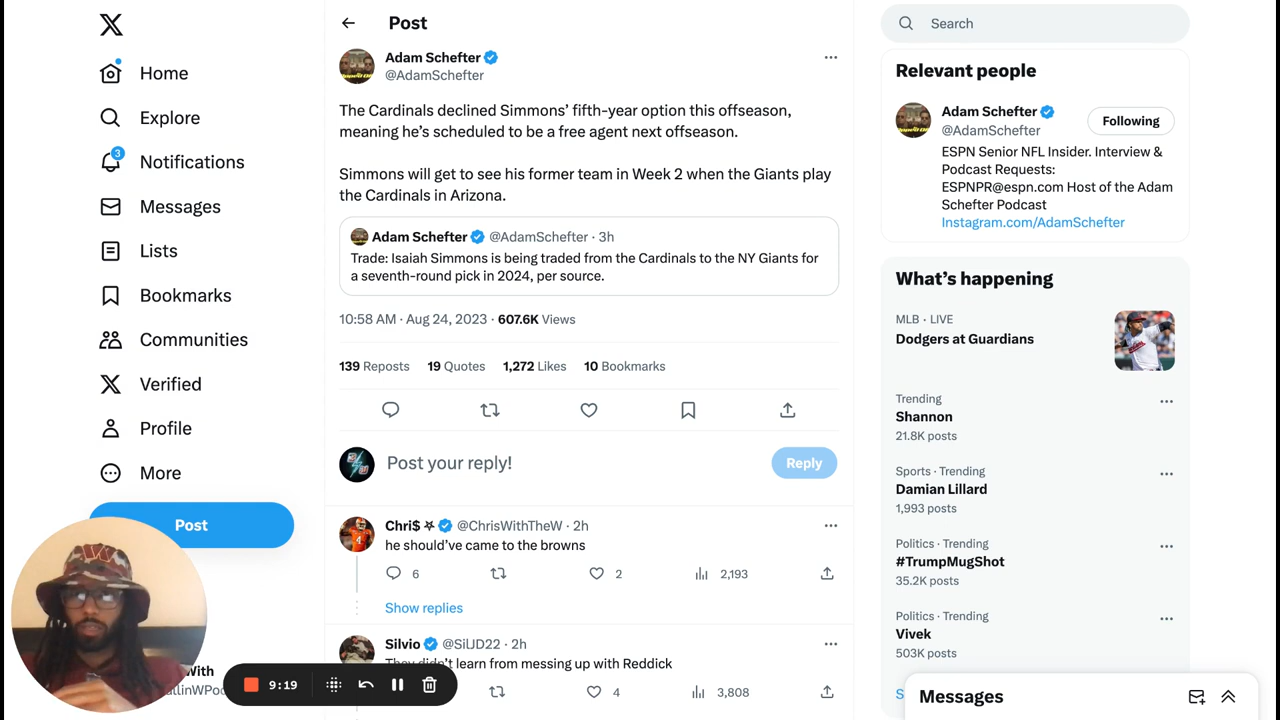 X
Home
Explore
3
Notifications
Messages
Lists
Bookmarks
Communities
Verified
Profile
More
Post
With
9:19
Post
Adam Schefter
@AdamSchefter
The Cardinals declined Simmons’ fifth-year option this offseason,
meaning he’s scheduled to be a free agent next offseason.
Simmons will get to see his former team in Week 2 when the Giants play
the Cardinals in Arizona.
Adam Schefter @AdamSchefter · 3h
Trade: Isaiah Simmons is being traded from the Cardinals to the NY Giants for
a seventh-round pick in 2024, per source.
10:58 AM · Aug 24, 2023 · 607.6K Views
139 Reposts 19 Quotes 1,272 Likes 10 Bookmarks
Post your reply!
Reply
Chri$ @ChrisWithTheW · 2h
he should’ve came to the browns
6 2 2,193
Show replies
Silvio @SilJD22 · 2h
They didn’t learn from messing up with Reddick
4 3,808
Search
Relevant people
Adam Schefter
@AdamSchefter
Following
ESPN Senior NFL Insider. Interview &
Podcast Requests:
ESPNPR@espn.com Host of the Adam
Schefter Podcast
Instagram.com/AdamSchefter
What’s happening
MLB · LIVE
Dodgers at Guardians
Trending
Shannon
21.8K posts
Sports · Trending
Damian Lillard
1,993 posts
Politics · Trending
#TrumpMugShot
35.2K posts
Politics · Trending
Vivek
503K posts
Messages